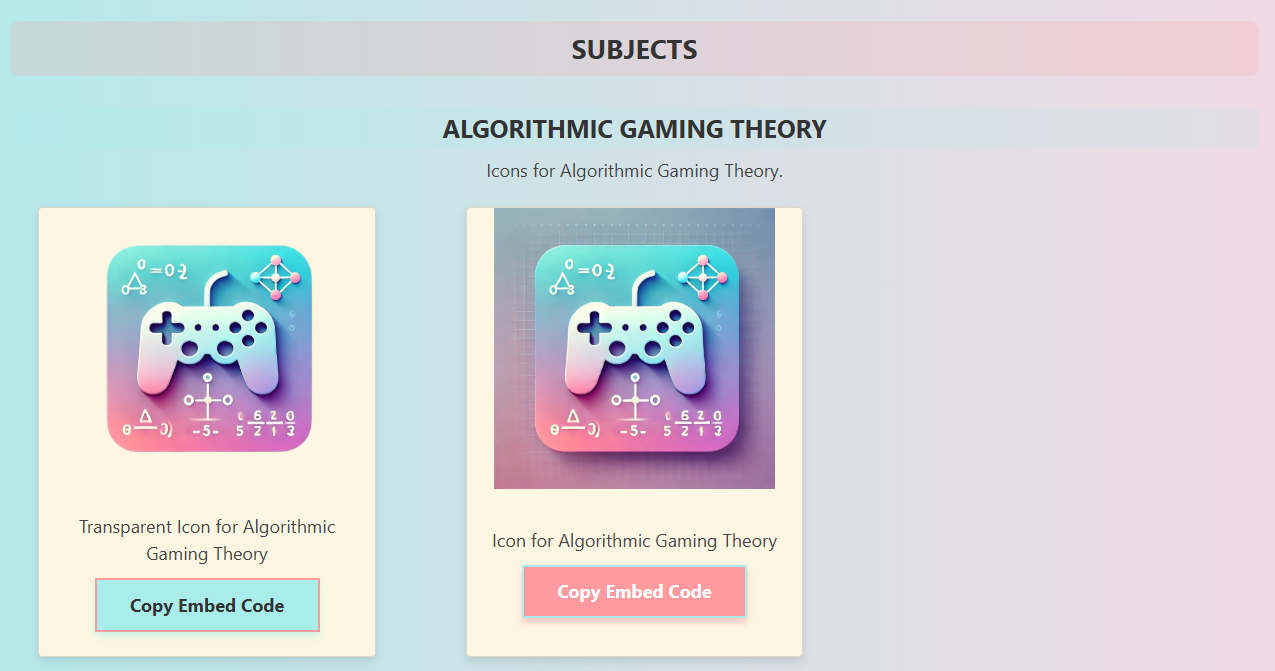 SUBJECTS
ALGORITHMIC GAMING THEORY
Icons for Algorithmic Gaming Theory.
Transparent Icon for Algorithmic
Gaming Theory
Copy Embed Code
Icon for Algorithmic Gaming Theory
Copy Embed Code